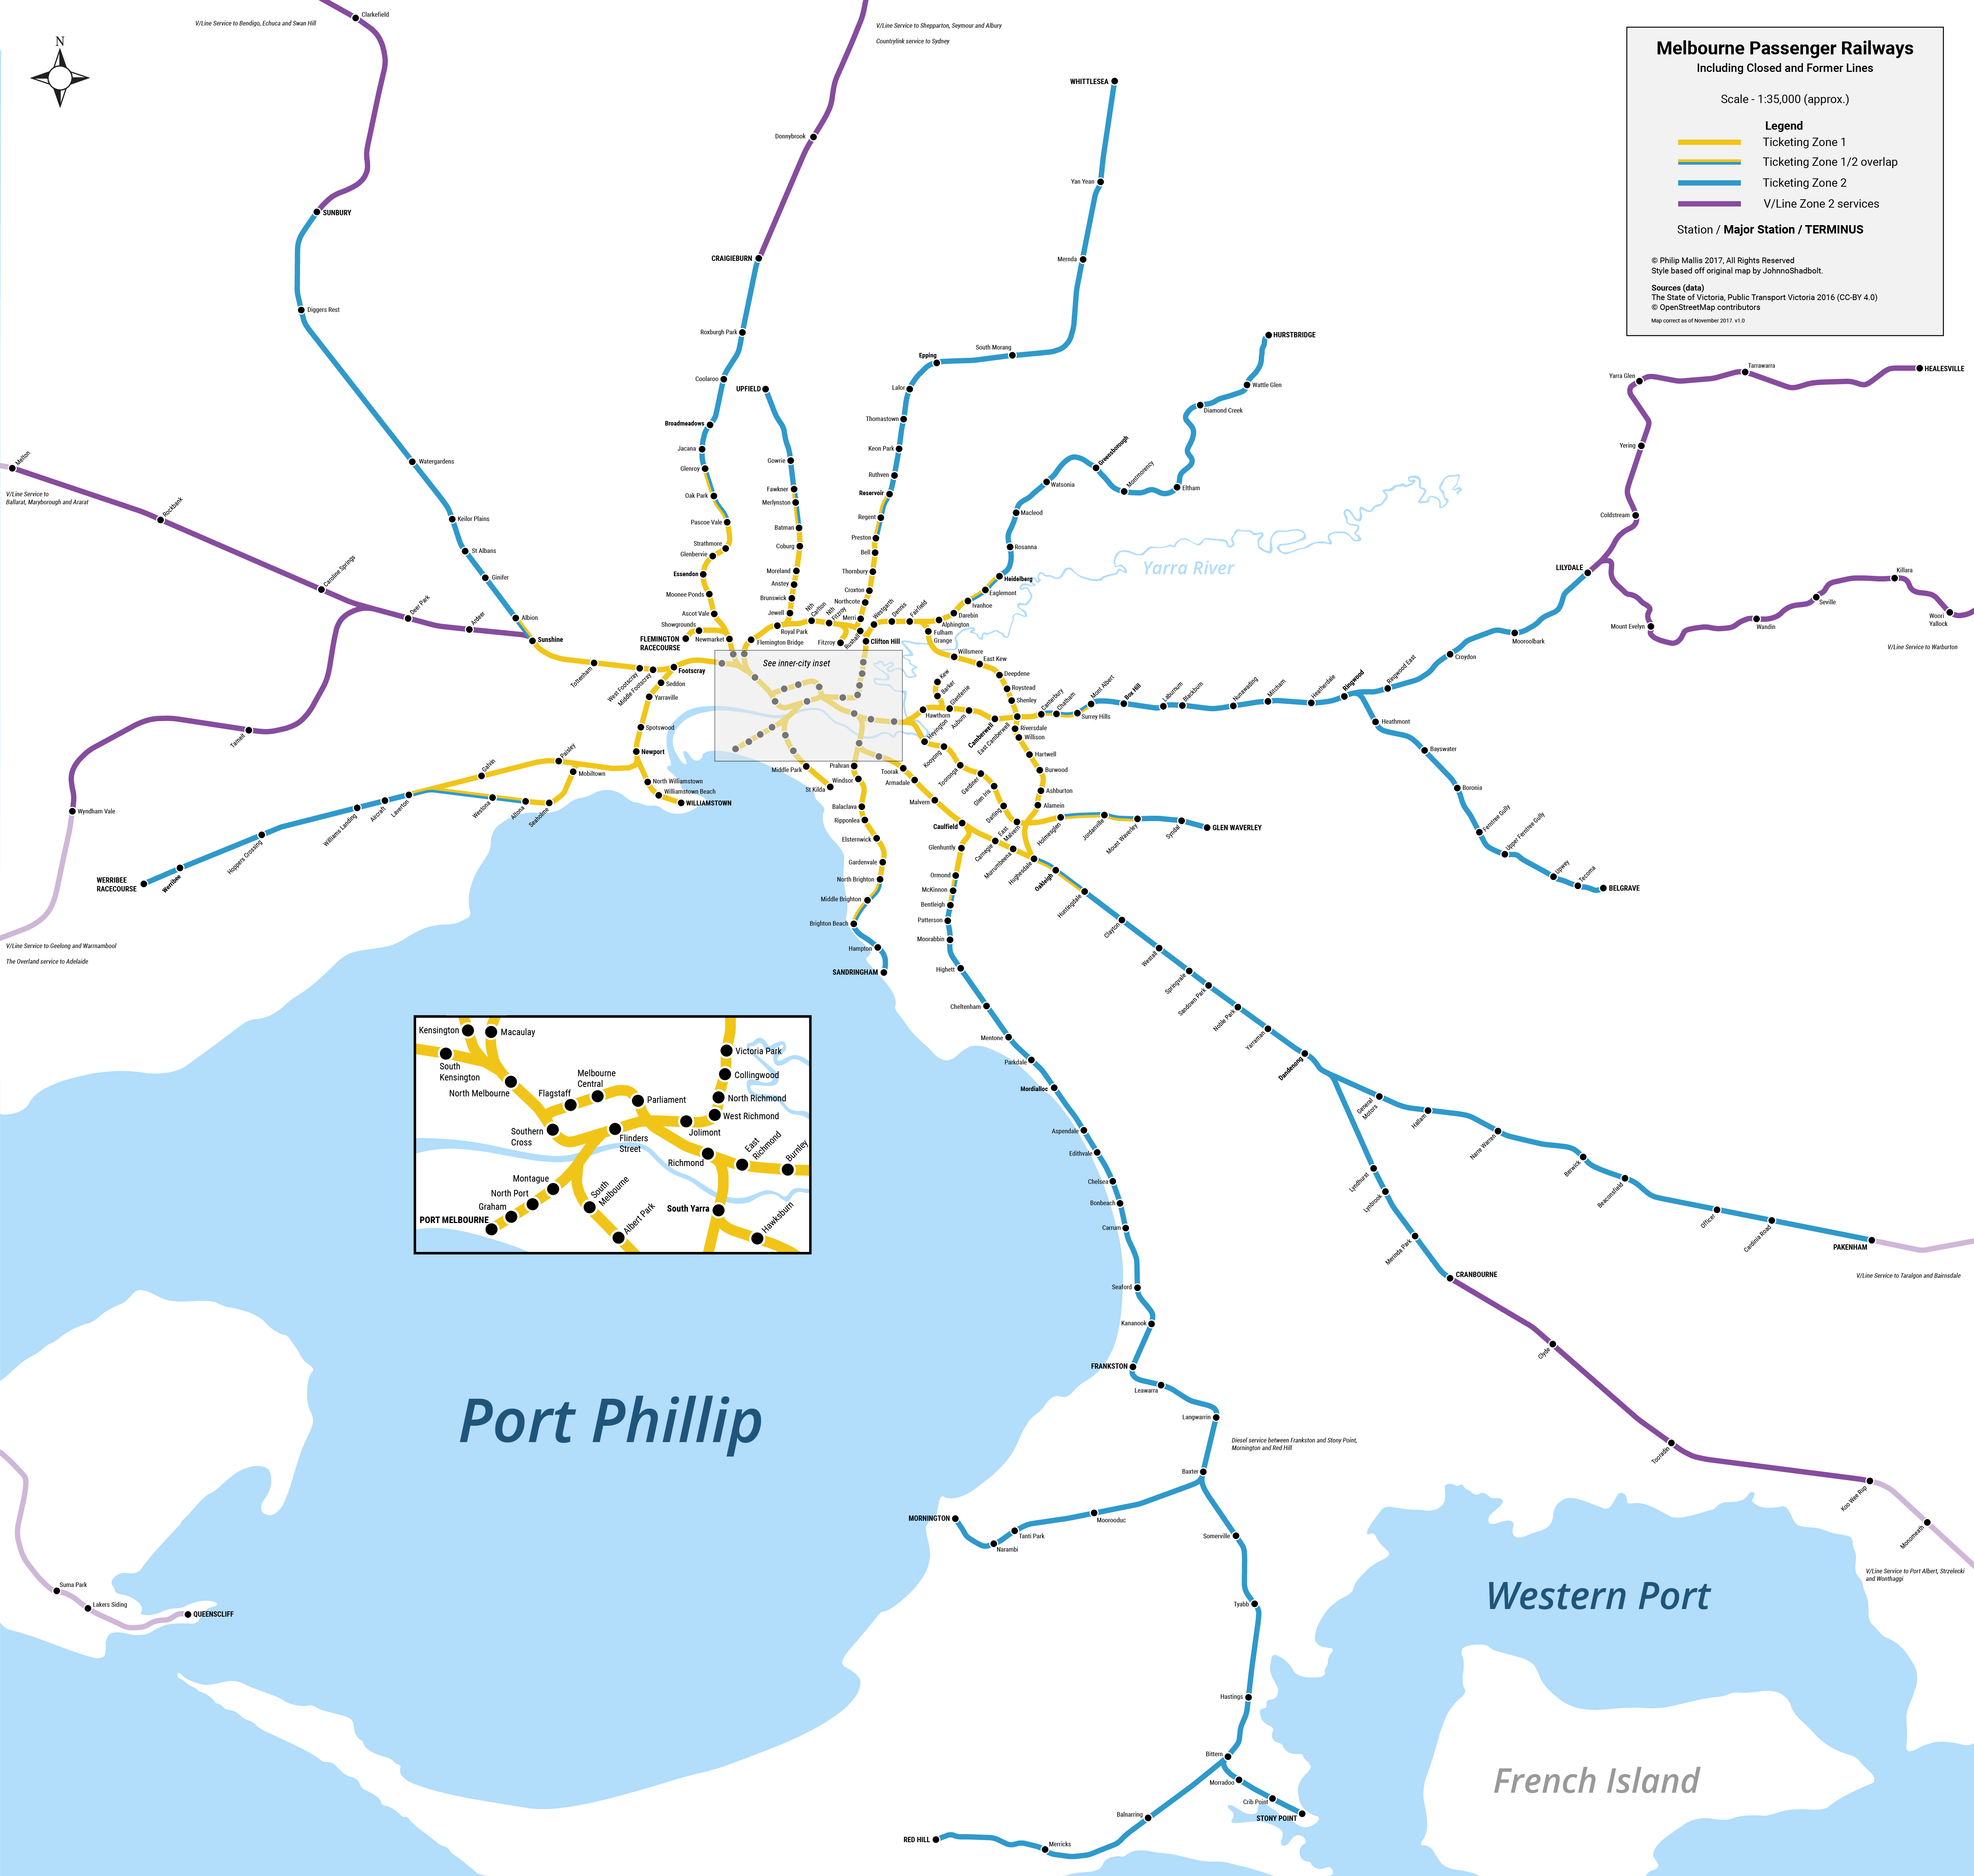 Clarkefield
V/Line Service to Bendigo, Echuca and Swan Hill
V/Line Service to Shepparton, Seymour and Albury
Countrylink service to Sydney
N
Melbourne Passenger Railways
Including Closed and Former Lines
Scale - 1:35,000 (approx.)
Legend
Ticketing Zone 1
Ticketing Zone 1/2 overlap
Ticketing Zone 2
V/Line Zone 2 services
Station / Major Station / TERMINUS
© Philip Mallis 2017, All Rights Reserved
Style based off original map by JohnnoShadbolt.
Sources (data)
The State of Victoria, Public Transport Victoria 2016 (CC-BY 4.0)
© OpenStreetMap contributors
Map correct as of November 2017. v1.0
WHITTLESEA
Donnybrook
Yan Yean
SUNBURY
CRAIGIEBURN
Mernda
Diggers Rest
Roxburgh Park
HURSTBRIDGE
South Morang
Epping
Coolaroo
UPFIELD
Lalor
Wattle Glen
Diamond Creek
Yarra Glen
Tarrawarra
HEALESVILLE
Thomastown
Broadmeadows
Jacana
Keon Park
Greensborough
Yering
Melton
Watergardens
Glenroy
Gowrie
Ruthven
Montmorency
Watsonia
Eltham
V/Line Service to
Ballarat, Maryborough and Ararat
Oak Park
Fawkner
Merlynston
Reservoir
Rockbank
Keilor Plains
Pascoe Vale
Batman
Regent
Macleod
Coldstream
St Albans
Strathmore
Glenbervie
Coburg
Preston
Bell
Rosanna
Yarra River
Caroline Springs
Ginifer
Essendon
Moreland
Thornbury
Heidelberg
LILYDALE
Killara
Moonee Ponds
Anstey
Croxton
Eaglemont
Brunswick
Northcote
Ivanhoe
Seville
Deer Park
Ardeer
Albion
Ascot Vale
Jewell
Nth
Carlton
Nth
Fitzroy
Merri
Westgarth
Dennis
Fairfield
Darebin
Alphington
Woori
Yallock
Mount Evelyn
Wandin
Sunshine
Showgrounds
FLEMINGTON
RACECOURSE
Newmarket
Royal Park
Flemington Bridge
Fitzroy
Rushall
Clifton Hill
Fulham
Grange
Mooroolbark
V/Line Service to Warburton
Tottenham
West Footscray
Middle Footscray
Footscray
See inner-city inset
Willsmere
East Kew
Croydon
Seddon
Yarraville
Kew
Barker
Deepdene
Roystead
Shenley
Ringwood East
Ringwood
Heatherdale
Mitcham
Nunawading
Blackburn
Laburnum
Box Hill
Mont Albert
Surrey Hills
Chatham
Canterbury
Glenferrie
Hawthorn
Auburn
Camberwell
East Camberwell
Riversdale
Willison
Heathmont
Tarneit
Spotswood
Newport
Heyington
Kooyong
Hartwell
Bayswater
Paisley
Galvin
Mobiltown
Middle Park
Prahran
Toorak
Tooronga
Burwood
North Williamstown
Williamstown Beach
WILLIAMSTOWN
St Kilda
Windsor
Armadale
Gardiner
Glen Iris
Ashburton
Boronia
Wyndham Vale
Williams Landing
Aircraft
Laverton
Westona
Altona
Seaholme
Balaclava
Malvern
Darling
Alamein
Ripponlea
Caulfield
East
Malvern
Holmesglen
Jordanville
Mount Waverley
Syndal
GLEN WAVERLEY
Ferntree Gully
Upper Ferntree Gully
Hoppers Crossing
Elsternwick
Glenhuntly
Carnegie
Murrumbeena
Hughesdale
Oakleigh
Upwey
Tecoma
BELGRAVE
WERRIBEE
RACECOURSE
Werribee
Gardenvale
North Brighton
Ormond
McKinnon
Huntingdale
Middle Brighton
Bentleigh
Brighton Beach
Patterson
Clayton
V/Line Service to Geelong and Warrnambool
The Overland service to Adelaide
Hampton
Moorabbin
Westall
SANDRINGHAM
Highett
Springvale
Sandown Park
Cheltenham
Noble Park
Mentone
Yarraman
Parkdale
Dandenong
Mordialloc
Kensington
Macaulay
South
Kensington
North Melbourne
Flagstaff
Melbourne
Central
Parliament
Victoria Park
Collingwood
North Richmond
West Richmond
Jolimont
Southern
Cross
Flinders
Street
Richmond
East
Richmond
Burnley
Montague
North Port
Graham
PORT MELBOURNE
South
Melbourne
Albert Park
South Yarra
Hawksburn
General
Motors
Hallam
Aspendale
Narre Warren
Edithvale
Berwick
Chelsea
Lyndhurst
Beaconsfield
Bonbeach
Lynbrook
Officer
Carrum
Cardinia Road
Merinda Park
PAKENHAM
CRANBOURNE
V/Line Service to Taralgon and Bairnsdale
Seaford
Kananook
Clyde
FRANKSTON
Leawarra
Port Phillip
Langwarrin
Diesel service between Frankston and Stony Point,
Mornington and Red Hill
Tooradin
Baxter
Koo Wee Rup
MORNINGTON
Moorooduc
Tanti Park
Narambi
Somerville
Monomeath
V/Line Service to Port Albert, Strzelecki
and Wonthaggi
Western Port
Suma Park
Lakers Siding
QUEENSCLIFF
Tyabb
Hastings
Bittern
French Island
Morradoo
Crib Point
STONY POINT
Balnarring
RED HILL
Merricks